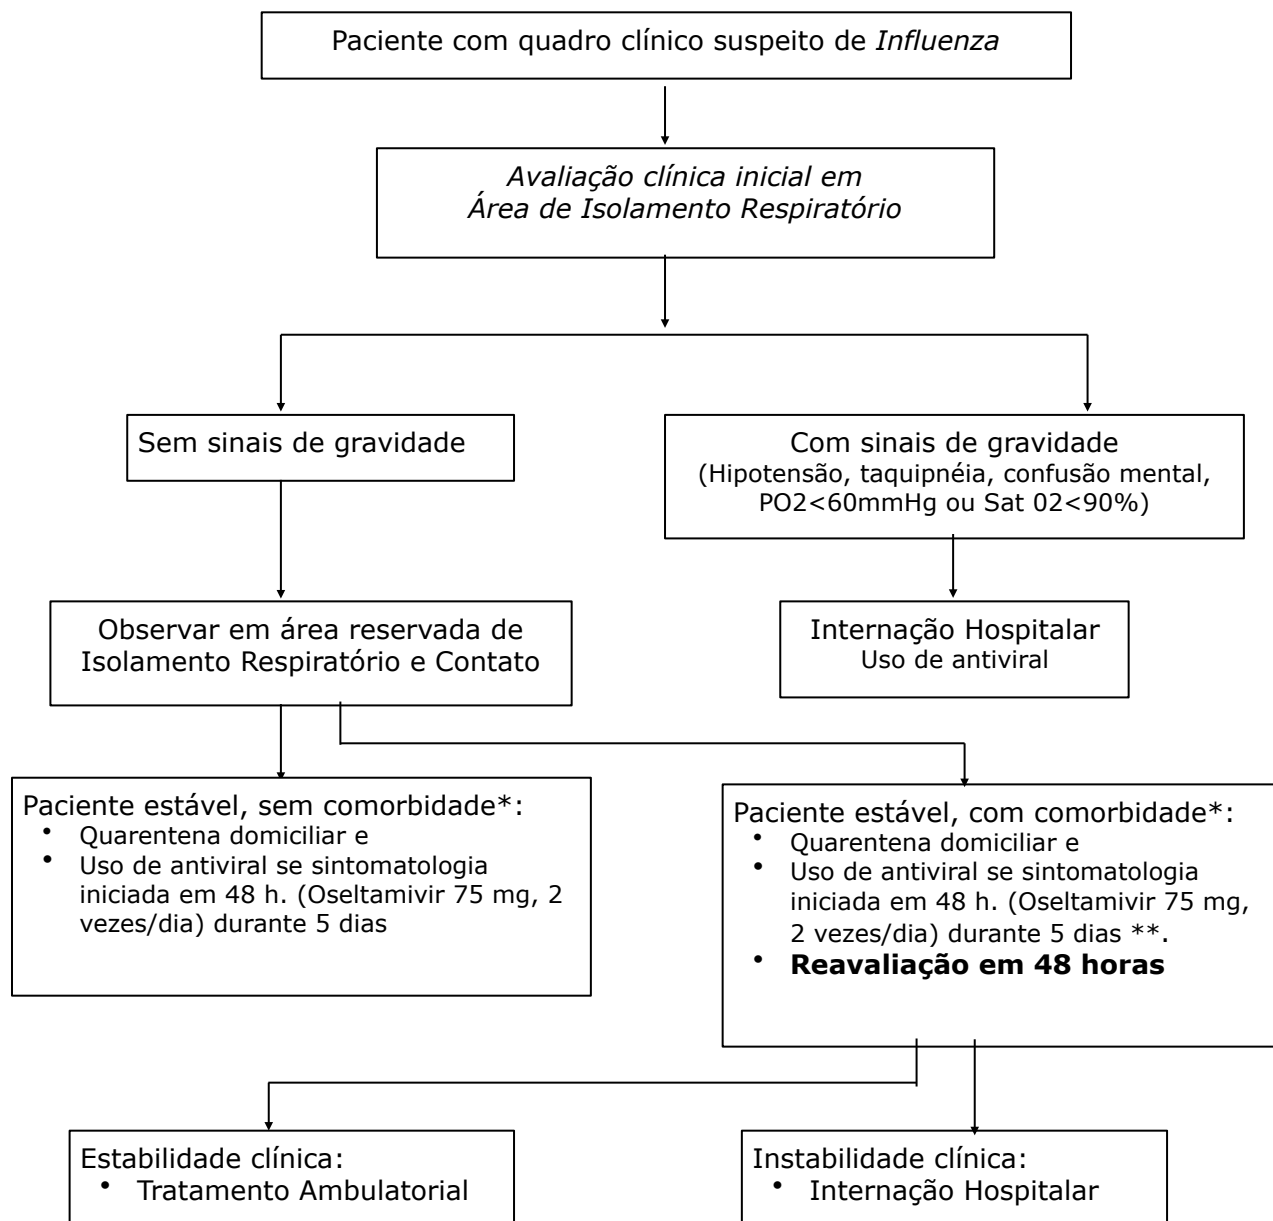 Paciente com quadro clínico suspeito de Influenza
Avaliação clínica inicial em
Área de Isolamento Respiratório
Sem sinais de gravidade
Com sinais de gravidade
(Hipotensão, taquipnéia, confusão mental,
PO2<60mmHg ou Sat 02<90%)
Observar em área reservada de
Isolamento Respiratório e Contato
Internação Hospitalar
Uso de antiviral
Paciente estável, sem comorbidade*:
• Quarentena domiciliar e
• Uso de antiviral se sintomatologia
iniciada em 48 h. (Oseltamivir 75 mg, 2
vezes/dia) durante 5 dias
Paciente estável, com comorbidade*:
• Quarentena domiciliar e
• Uso de antiviral se sintomatologia
iniciada em 48 h. (Oseltamivir 75 mg,
2 vezes/dia) durante 5 dias **.
• Reavaliação em 48 horas
Estabilidade clínica:
• Tratamento Ambulatorial
Instabilidade clínica:
• Internação Hospitalar